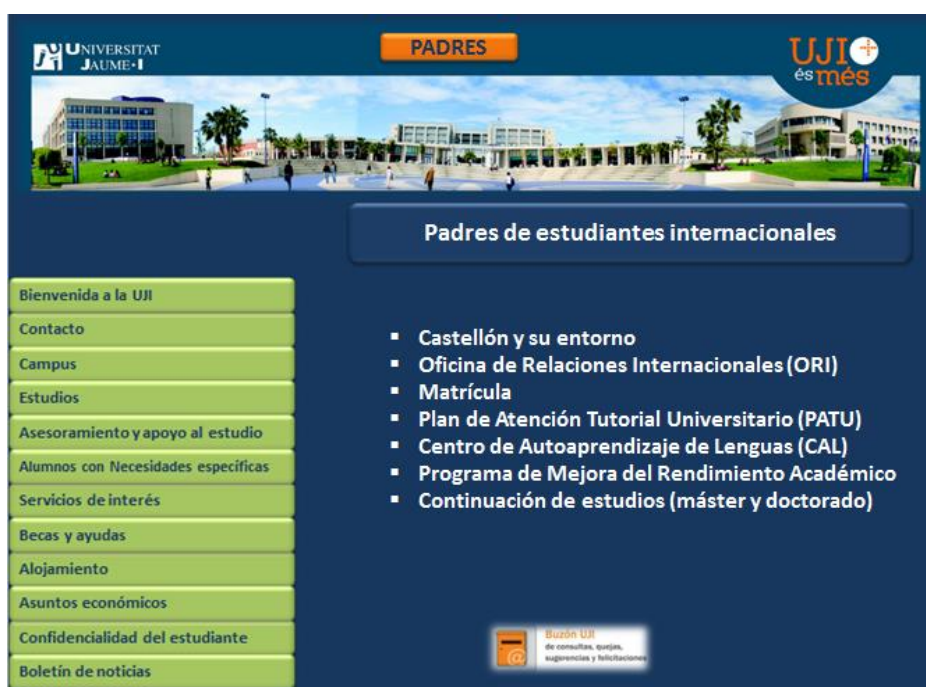 UNIVERSITAT
JAUME·I
PADRES
UJI+
és més
Padres de estudiantes internacionales
Bienvenida a la UJI
Contacto
Campus
Estudios
Asesoramiento y apoyo al estudio
Alumnos con Necesidades específicas
Servicios de interés
Becas y ayudas
Alojamiento
Asuntos económicos
Confidencialidad del estudiante
Boletín de noticias
▪ Castellón y su entorno
▪ Oficina de Relaciones Internacionales (ORI)
▪ Matrícula
▪ Plan de Atención Tutorial Universitario (PATU)
▪ Centro de Autoaprendizaje de Lenguas (CAL)
▪ Programa de Mejora del Rendimiento Académico
▪ Continuación de estudios (máster y doctorado)
Buzón UJI
de consultas, quejas,
sugerencias y felicitaciones